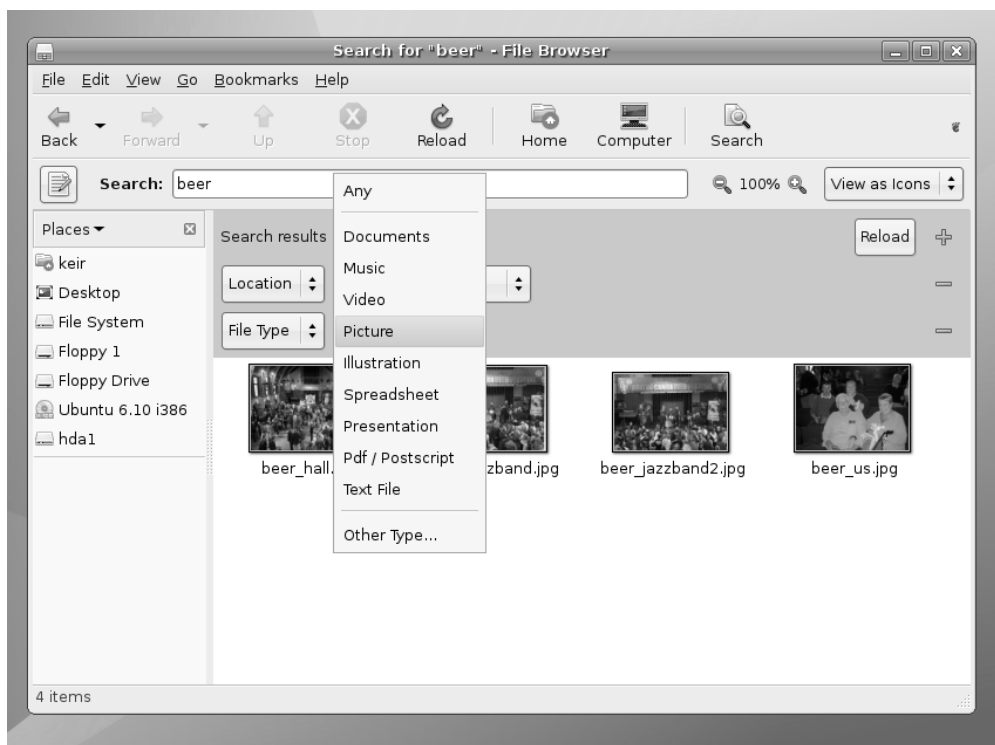 Search for "beer" - File Browser
File Edit View Go Bookmarks Help
Back Forward Up Stop Reload Home Computer Search
Search: beer 100% View as Icons
Places
keir
Desktop
File System
Floppy 1
Floppy Drive
Ubuntu 6.10 i386
hda1
Search results Reload
Location
File Type
Any
Documents
Music
Video
Picture
Illustration
Spreadsheet
Presentation
Pdf / Postscript
Text File
Other Type...
beer_hall. zband.jpg beer_jazzband2.jpg beer_us.jpg
4 items